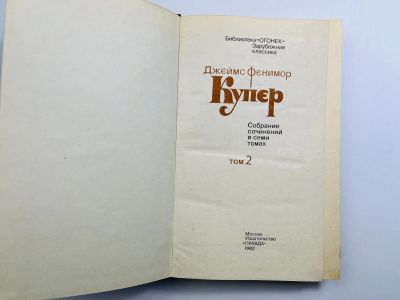 Библиотека «ОГОНЕК»
Зарубежная
классика
Джеймс Фенимор
Купер
Собрание
сочинений
в семи
томах
том 2
Москва
Издательство
«ПРАВДА»
1982